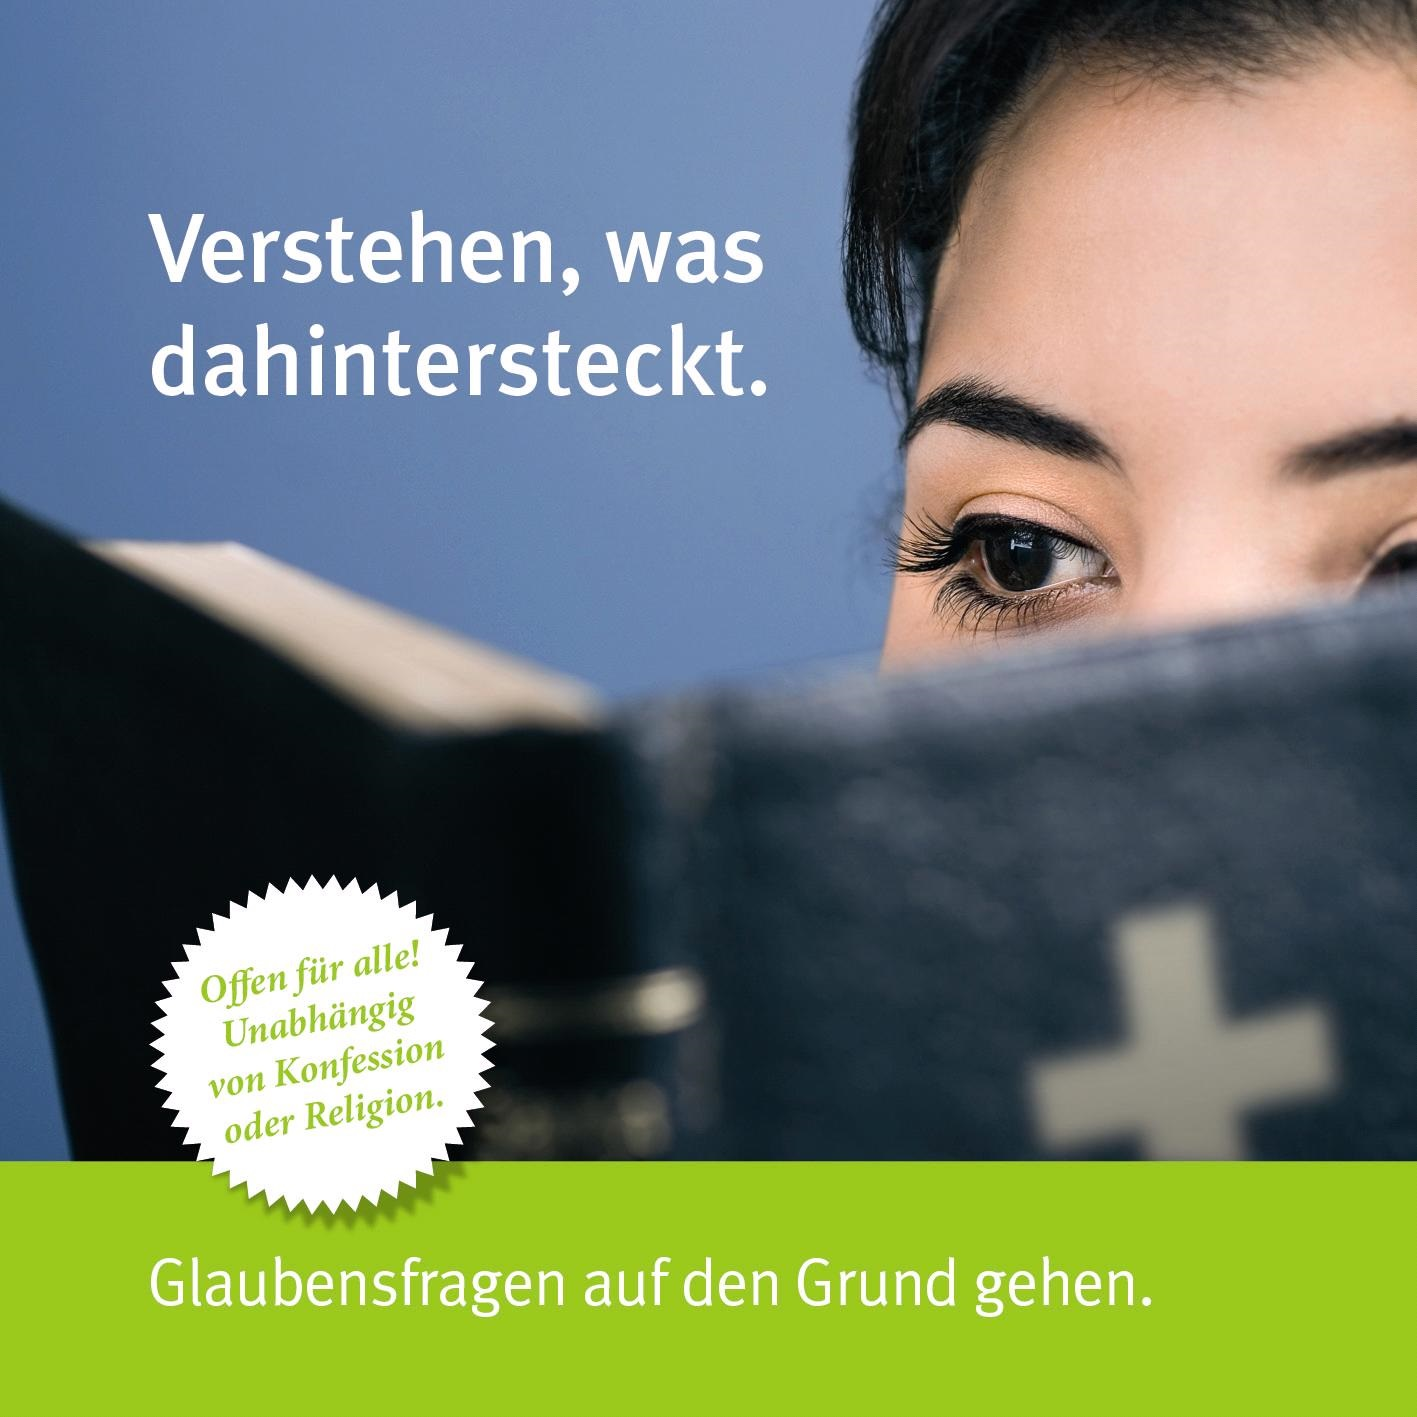 Verstehen, was
dahintersteckt.
Offen für alle!
Unabhängig
von Konfession
oder Religion.
Glaubensfragen auf den Grund gehen.